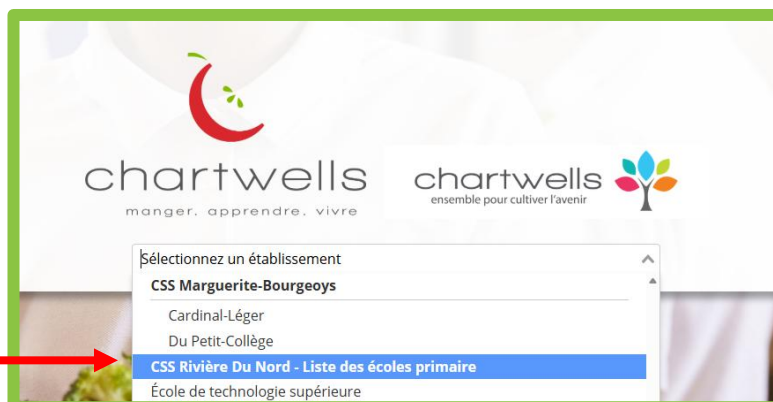 chartwells
manger. apprendre. vivre
chartwells
ensemble pour cultiver l'avenir
Sélectionnez un établissement
CSS Marguerite-Bourgeoys
Cardinal-Léger
Du Petit-Collège
CSS Rivière Du Nord - Liste des écoles primaire
École de technologie supérieure